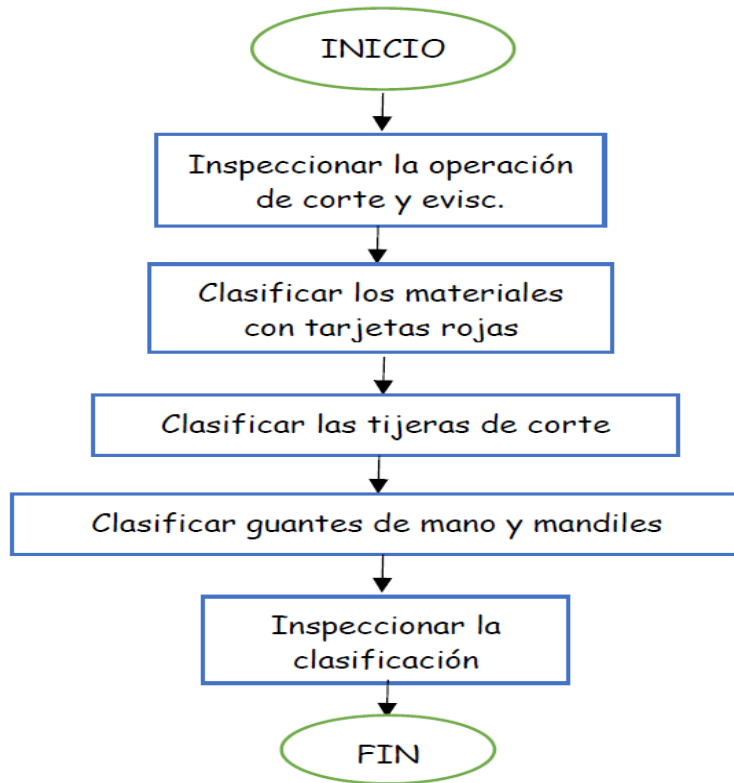 INICIO
Inspeccionar la operación
de corte y evisc.
Clasificar los materiales
con tarjetas rojas
Clasificar las tijeras de corte
Clasificar guantes de mano y mandiles
Inspeccionar la
clasificación
FIN